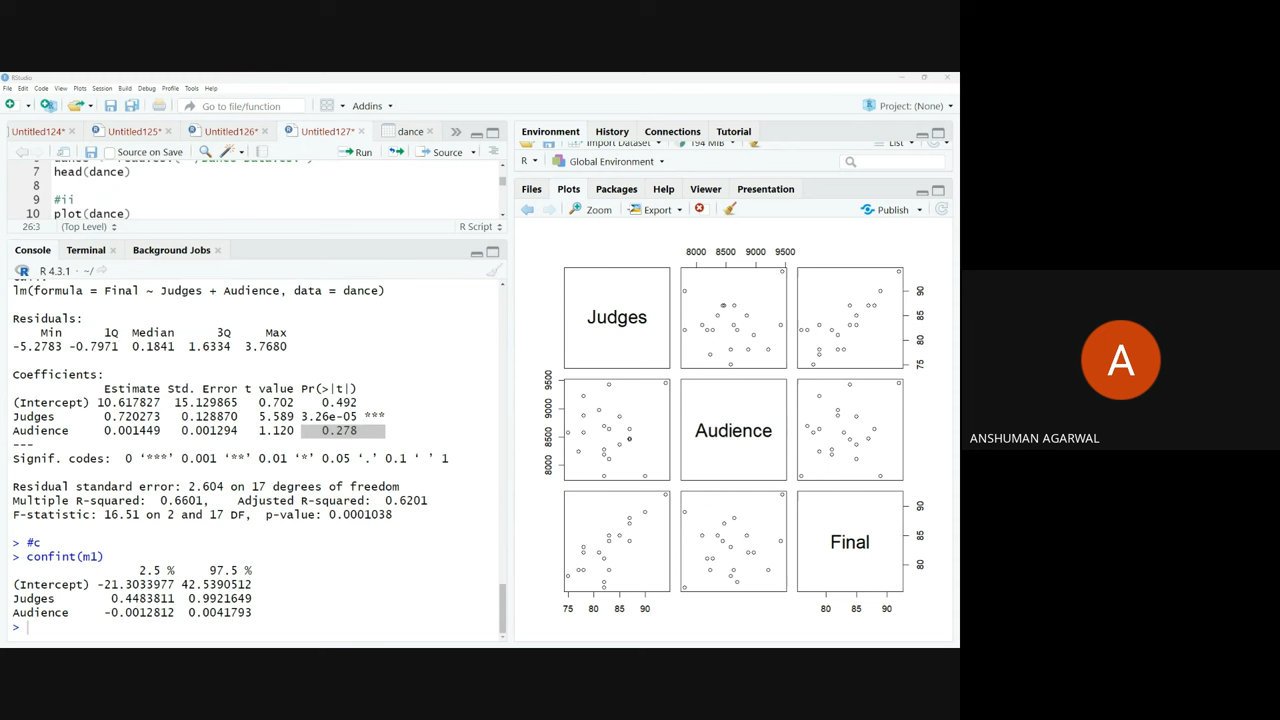 RStudio
File Edit Code View Plots Session Build Debug Profile Tools Help
Go to file/function
Addins
Project: (None)
Untitled124*
Untitled125*
Untitled126*
Untitled127*
dance
Source on Save
Run
Source
7 head(dance)
8
9 #ii
10 plot(dance)
26:3 (Top Level) R Script
Console Terminal Background Jobs
R 4.3.1 · ~/
lm(formula = Final ~ Judges + Audience, data = dance)
Residuals:
Min 1Q Median 3Q Max
-5.2783 -0.7971 0.1841 1.6334 3.7680
Coefficients:
Estimate Std. Error t value Pr(>|t|)
(Intercept) 10.617827 15.129865 0.702 0.492
Judges 0.720273 0.128870 5.589 3.26e-05 ***
Audience 0.001449 0.001294 1.120 0.278
---
Signif. codes: 0 ‘***’ 0.001 ‘**’ 0.01 ‘*’ 0.05 ‘.’ 0.1 ‘ ’ 1
Residual standard error: 2.604 on 17 degrees of freedom
Multiple R-squared: 0.6601, Adjusted R-squared: 0.6201
F-statistic: 16.51 on 2 and 17 DF, p-value: 0.0001038
> #c
> confint(m1)
2.5 % 97.5 %
(Intercept) -21.3033977 42.5390512
Judges 0.4483811 0.9921649
Audience -0.0012812 0.0041793
>
Environment History Connections Tutorial
Import Dataset 194 MiB List
R Global Environment
Files Plots Packages Help Viewer Presentation
Zoom Export Publish
8000 8500 9000 9500
Judges
75 80 85 90
8000 8500 9000 9500
Audience
Final
80 85 90
75 80 85 90
80 85 90
A
ANSHUMAN AGARWAL